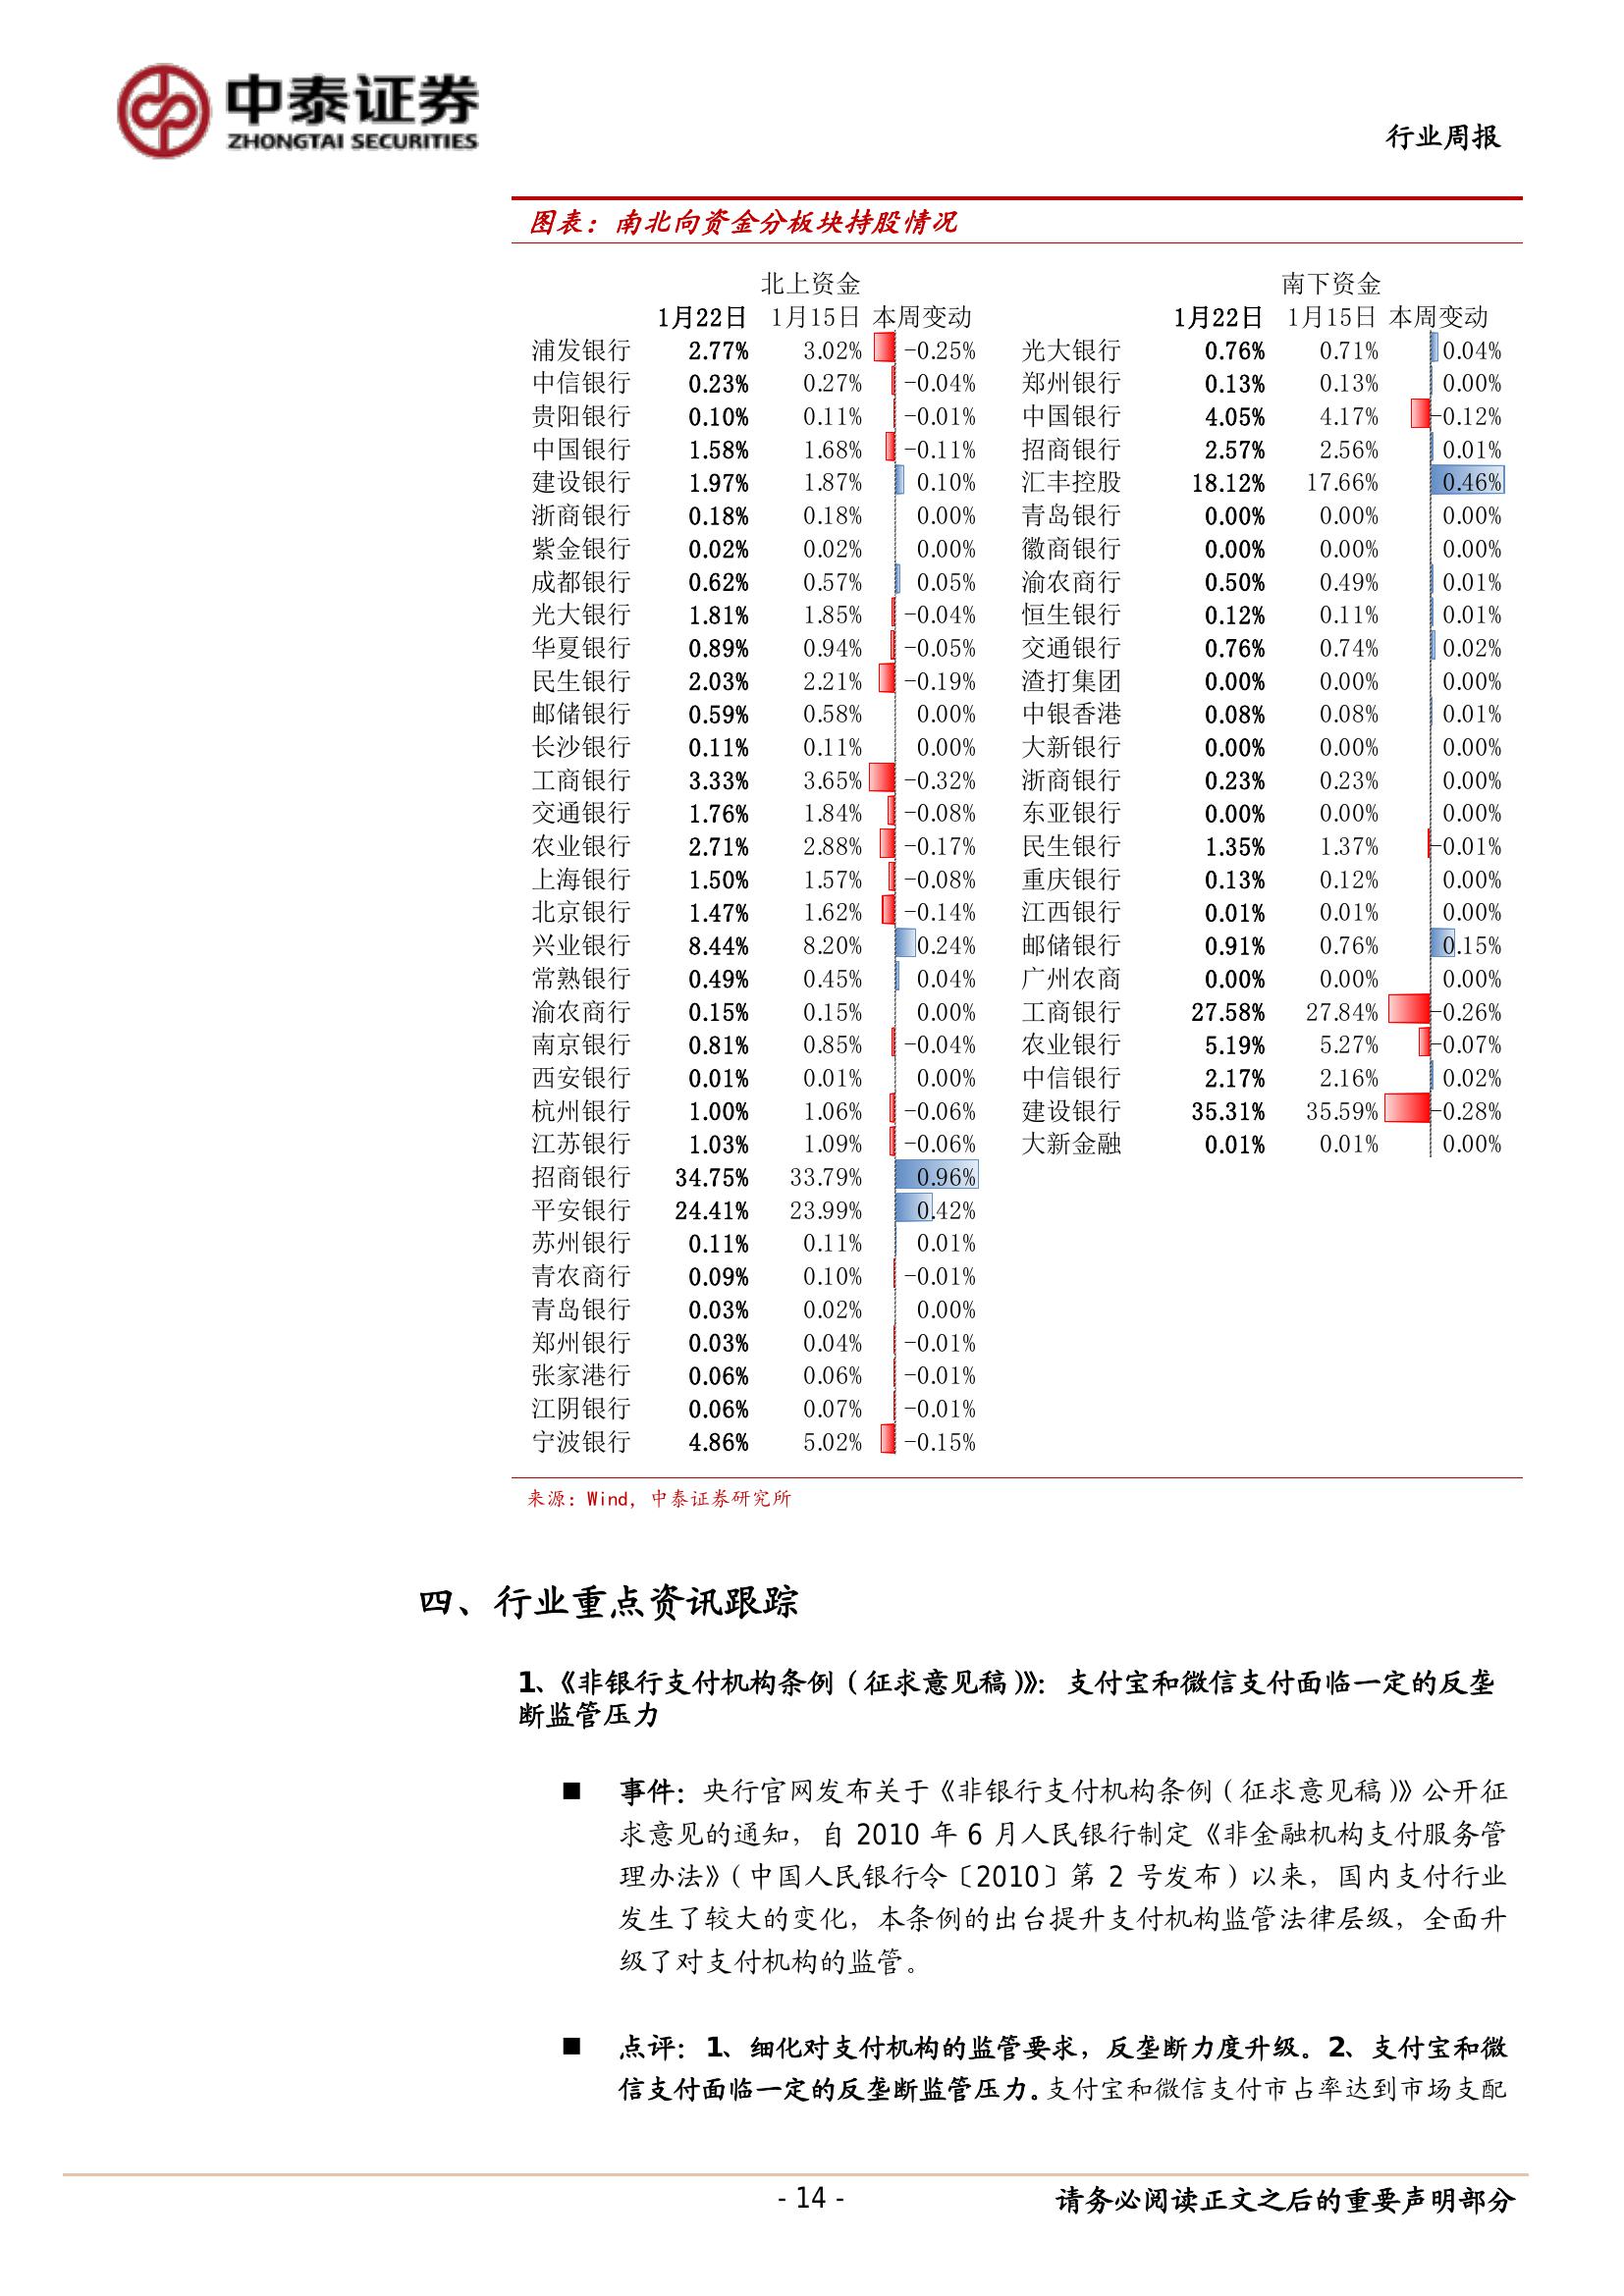 中泰证券
ZHONGTAI SECURITIES
行业周报
图表：南北向资金分板块持股情况
北上资金 南下资金
1月22日 1月15日 本周变动 1月22日 1月15日 本周变动
浦发银行 2.77% 3.02% -0.25% 光大银行 0.76% 0.71% 0.04%
中信银行 0.23% 0.27% -0.04% 郑州银行 0.13% 0.13% 0.00%
贵阳银行 0.10% 0.11% -0.01% 中国银行 4.05% 4.17% -0.12%
中国银行 1.58% 1.68% -0.11% 招商银行 2.57% 2.56% 0.01%
建设银行 1.97% 1.87% 0.10% 汇丰控股 18.12% 17.66% 0.46%
浙商银行 0.18% 0.18% 0.00% 青岛银行 0.00% 0.00% 0.00%
紫金银行 0.02% 0.02% 0.00% 徽商银行 0.00% 0.00% 0.00%
成都银行 0.62% 0.57% 0.05% 渝农商行 0.50% 0.49% 0.01%
光大银行 1.81% 1.85% -0.04% 恒生银行 0.12% 0.11% 0.01%
华夏银行 0.89% 0.94% -0.05% 交通银行 0.76% 0.74% 0.02%
民生银行 2.03% 2.21% -0.19% 渣打集团 0.00% 0.00% 0.00%
邮储银行 0.59% 0.58% 0.00% 中银香港 0.08% 0.08% 0.01%
长沙银行 0.11% 0.11% 0.00% 大新银行 0.00% 0.00% 0.00%
工商银行 3.33% 3.65% -0.32% 浙商银行 0.23% 0.23% 0.00%
交通银行 1.76% 1.84% -0.08% 东亚银行 0.00% 0.00% 0.00%
农业银行 2.71% 2.88% -0.17% 民生银行 1.35% 1.37% -0.01%
上海银行 1.50% 1.57% -0.08% 重庆银行 0.13% 0.12% 0.00%
北京银行 1.47% 1.62% -0.14% 江西银行 0.01% 0.01% 0.00%
兴业银行 8.44% 8.20% 0.24% 邮储银行 0.91% 0.76% 0.15%
常熟银行 0.49% 0.45% 0.04% 广州农商 0.00% 0.00% 0.00%
渝农商行 0.15% 0.15% 0.00% 工商银行 27.58% 27.84% -0.26%
南京银行 0.81% 0.85% -0.04% 农业银行 5.19% 5.27% -0.07%
西安银行 0.01% 0.01% 0.00% 中信银行 2.17% 2.16% 0.02%
杭州银行 1.00% 1.06% -0.06% 建设银行 35.31% 35.59% -0.28%
江苏银行 1.03% 1.09% -0.06% 大新金融 0.01% 0.01% 0.00%
招商银行 34.75% 33.79% 0.96%
平安银行 24.41% 23.99% 0.42%
苏州银行 0.11% 0.11% 0.01%
青农商行 0.09% 0.10% -0.01%
青岛银行 0.03% 0.02% 0.00%
郑州银行 0.03% 0.04% -0.01%
张家港行 0.06% 0.06% -0.01%
江阴银行 0.06% 0.07% -0.01%
宁波银行 4.86% 5.02% -0.15%
来源：Wind，中泰证券研究所
四、行业重点资讯跟踪
1、《非银行支付机构条例（征求意见稿）》：支付宝和微信支付面临一定的反垄
断监管压力
■ 事件：央行官网发布关于《非银行支付机构条例（征求意见稿）》公开征
求意见的通知，自 2010 年 6 月人民银行制定《非金融机构支付服务管
理办法》（中国人民银行令〔2010〕第 2 号发布）以来，国内支付行业
发生了较大的变化，本条例的出台提升支付机构监管法律层级，全面升
级了对支付机构的监管。
■ 点评：1、细化对支付机构的监管要求，反垄断力度升级。2、支付宝和微
信支付面临一定的反垄断监管压力。支付宝和微信支付市占率达到市场支配
- 14 -
请务必阅读正文之后的重要声明部分